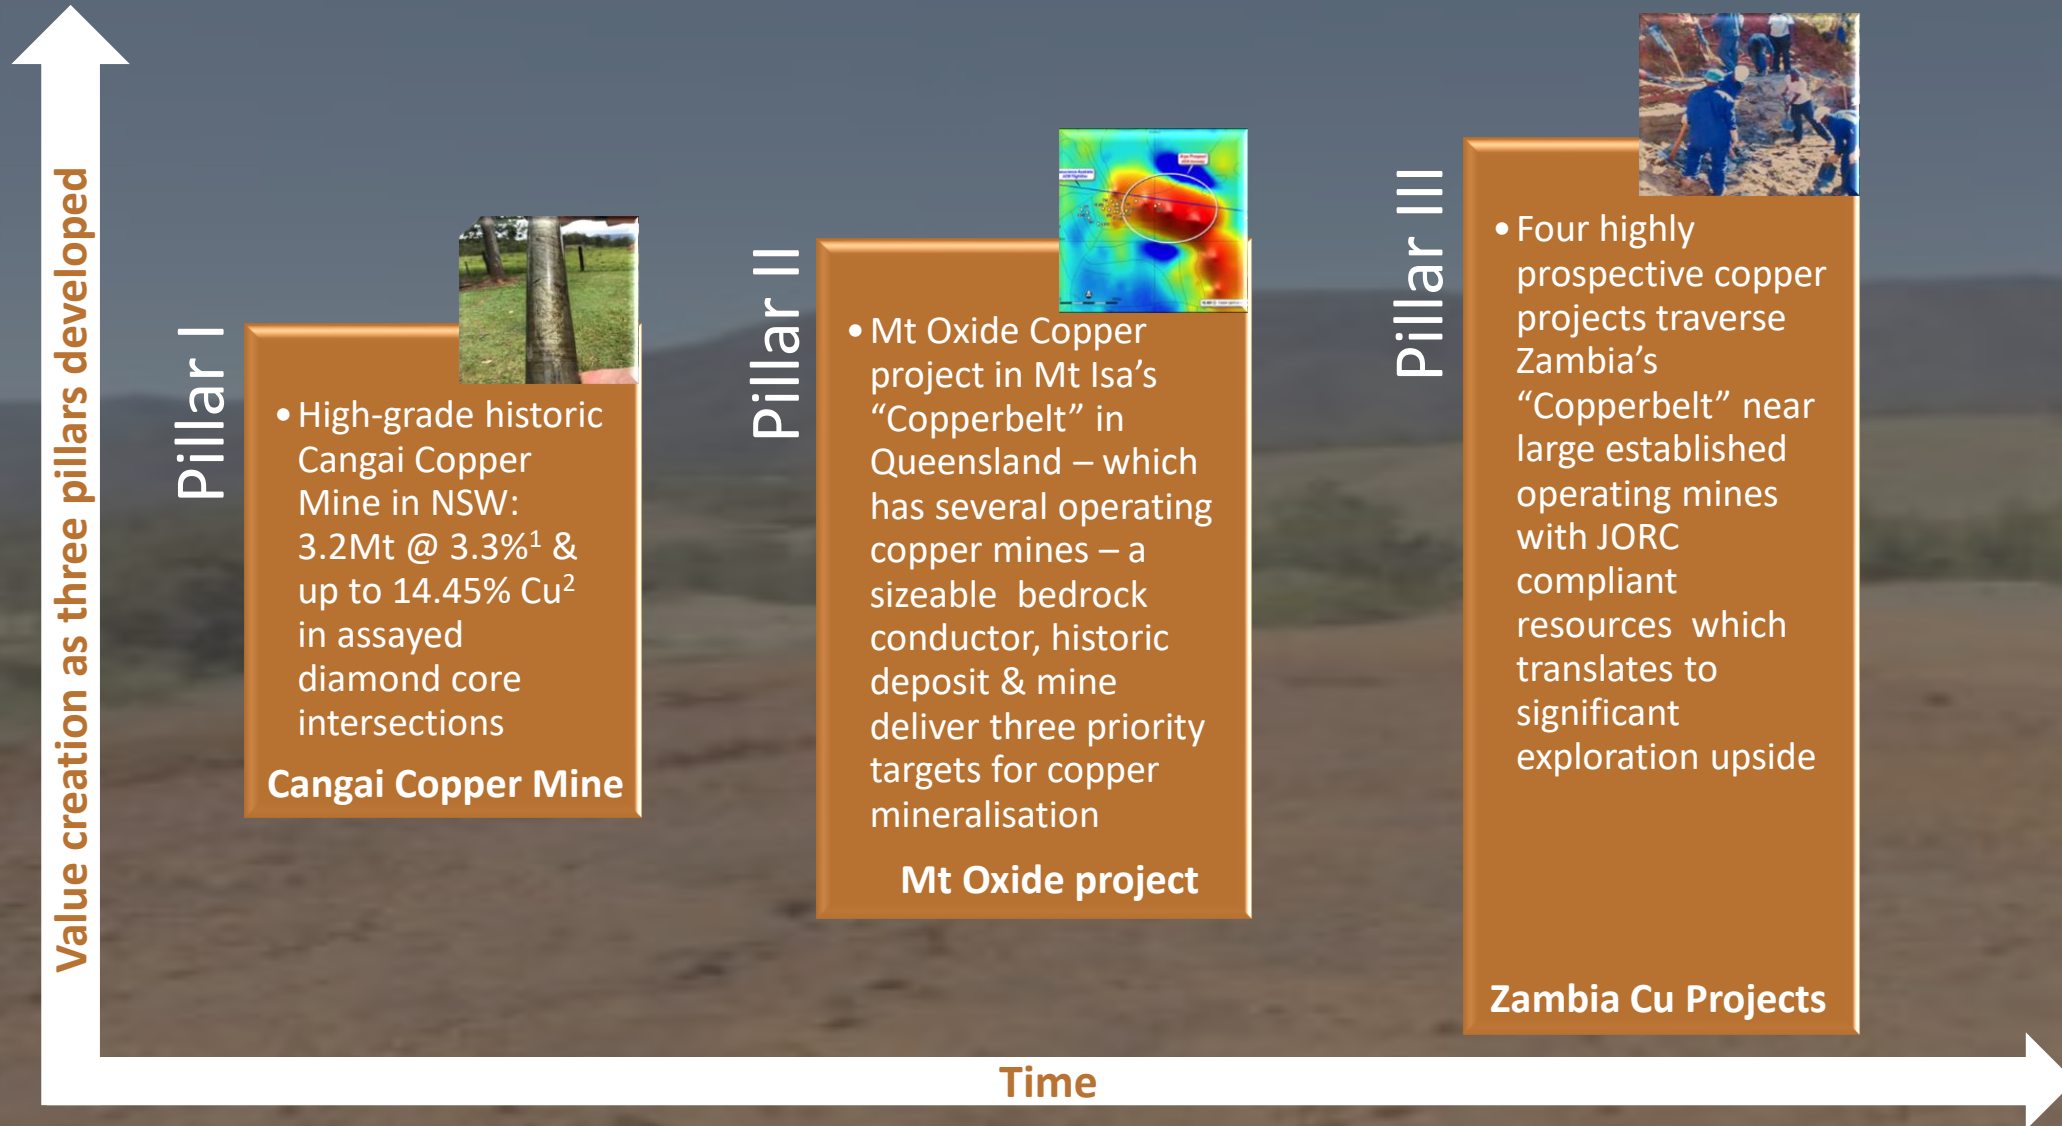 Value creation as three pillars developed
Pillar I
• High-grade historic
Cangai Copper
Mine in NSW:
3.2Mt @ 3.3%¹ &
up to 14.45% Cu²
in assayed
diamond core
intersections
Cangai Copper Mine
Pillar II
• Mt Oxide Copper
project in Mt Isa’s
“Copperbelt” in
Queensland – which
has several operating
copper mines – a
sizeable bedrock
conductor, historic
deposit & mine
deliver three priority
targets for copper
mineralisation
Mt Oxide project
Pillar III
• Four highly
prospective copper
projects traverse
Zambia’s
“Copperbelt” near
large established
operating mines
with JORC
compliant
resources which
translates to
significant
exploration upside
Zambia Cu Projects
Time